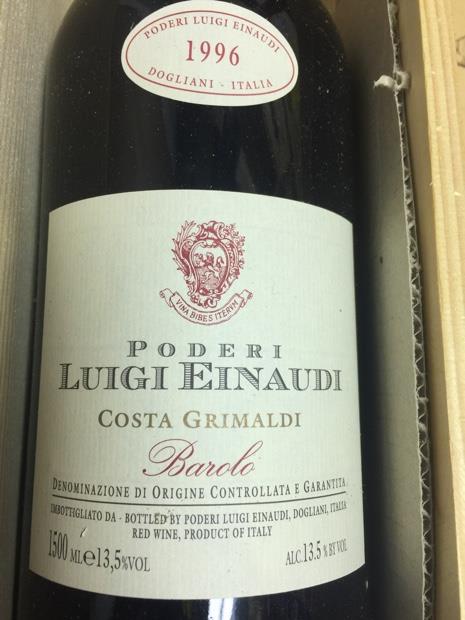 PODERI LUIGI EINAUDI
1996
DOGLIANI - ITALIA
VINA BIBES ITERVM
PODERI
LUIGI EINAUDI
COSTA GRIMALDI
Barolo
DENOMINAZIONE DI ORIGINE CONTROLLATA E GARANTITA
IMBOTTIGLIATO DA - BOTTLED BY PODERI LUIGI EINAUDI, DOGLIANI, ITALIA
RED WINE, PRODUCT OF ITALY
1500 ML e 13,5%VOL
ALC.13.5 % BY VOL